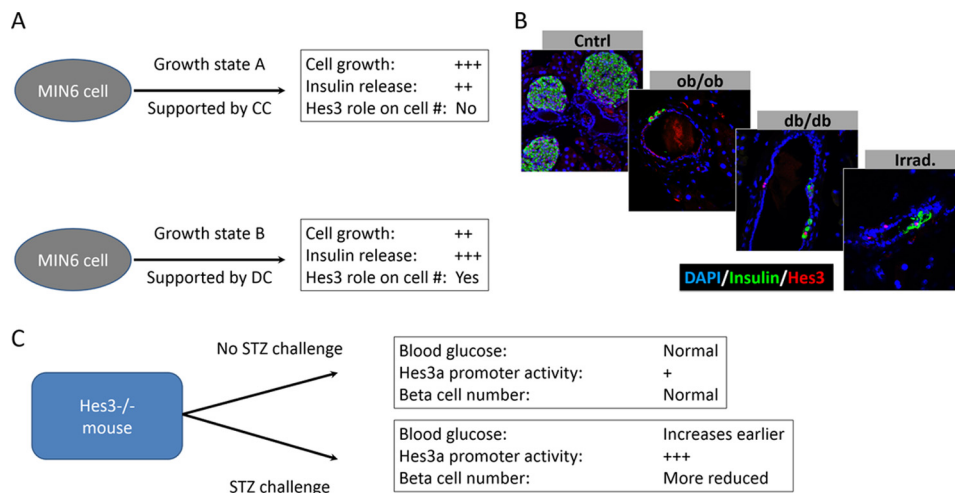 A
MIN6 cell
Growth state A
Supported by CC
Cell growth: +++
Insulin release: ++
Hes3 role on cell #: No
MIN6 cell
Growth state B
Supported by DC
Cell growth: ++
Insulin release: +++
Hes3 role on cell #: Yes
B
Cntrl
ob/ob
db/db
Irrad.
DAPI/Insulin/Hes3
C
Hes3-/-
mouse
No STZ challenge
Blood glucose: Normal
Hes3a promoter activity: +
Beta cell number: Normal
STZ challenge
Blood glucose: Increases earlier
Hes3a promoter activity: +++
Beta cell number: More reduced